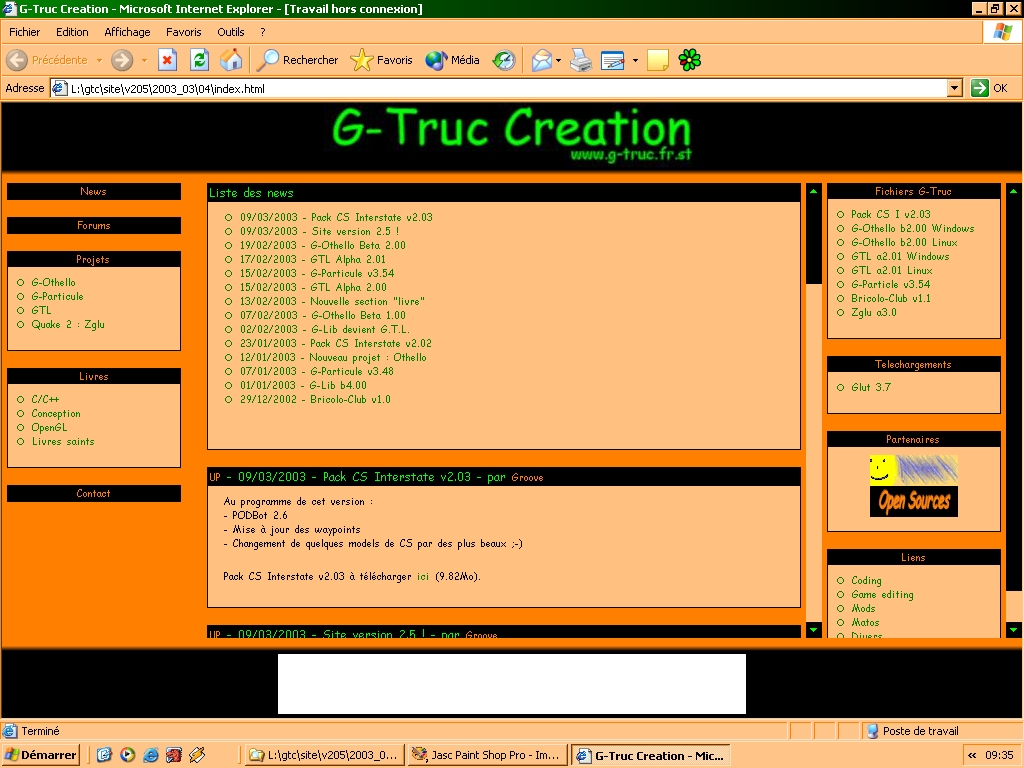 G-Truc Creation - Microsoft Internet Explorer - [Travail hors connexion]
Fichier Edition Affichage Favoris Outils ?
Précédente Rechercher Favoris Média
Adresse L:\gtc\site\v205\2003_03\04\index.html OK
G-Truc Creation
www.g-truc.fr.st
News
Forums
Projets
G-Othello
G-Particule
GTL
Quake 2 : Zglu
Livres
C/C++
Conception
OpenGL
Livres saints
Contact
Liste des news
09/03/2003 - Pack CS Interstate v2.03
09/03/2003 - Site version 2.5 !
19/02/2003 - G-Othello Beta 2.00
17/02/2003 - GTL Alpha 2.01
15/02/2003 - G-Particule v3.54
15/02/2003 - GTL Alpha 2.00
13/02/2003 - Nouvelle section "livre"
07/02/2003 - G-Othello Beta 1.00
02/02/2003 - G-Lib devient G.T.L.
23/01/2003 - Pack CS Interstate v2.02
12/01/2003 - Nouveau projet : Othello
07/01/2003 - G-Particule v3.48
01/01/2003 - G-Lib b4.00
29/12/2002 - Bricolo-Club v1.0
UP - 09/03/2003 - Pack CS Interstate v2.03 - par Groove
Au programme de cet version :
- PODBot 2.6
- Mise à jour des waypoints
- Changement de quelques models de CS par des plus beaux ;-)
Pack CS Interstate v2.03 à télécharger ici (9.82Mo).
UP - 09/03/2003 - Site version 2.5 ! - par Groove
Fichiers G-Truc
Pack CS I v2.03
G-Othello b2.00 Windows
G-Othello b2.00 Linux
GTL a2.01 Windows
GTL a2.01 Linux
G-Particle v3.54
Bricolo-Club v1.1
Zglu a3.0
Telechargements
Glut 3.7
Partenaires
Open Sources
Liens
Coding
Game editing
Mods
Matos
Divers
Terminé Poste de travail
Démarrer L:\gtc\site\v205\2003_0... Jasc Paint Shop Pro - Im... G-Truc Creation - Mic... « 09:35